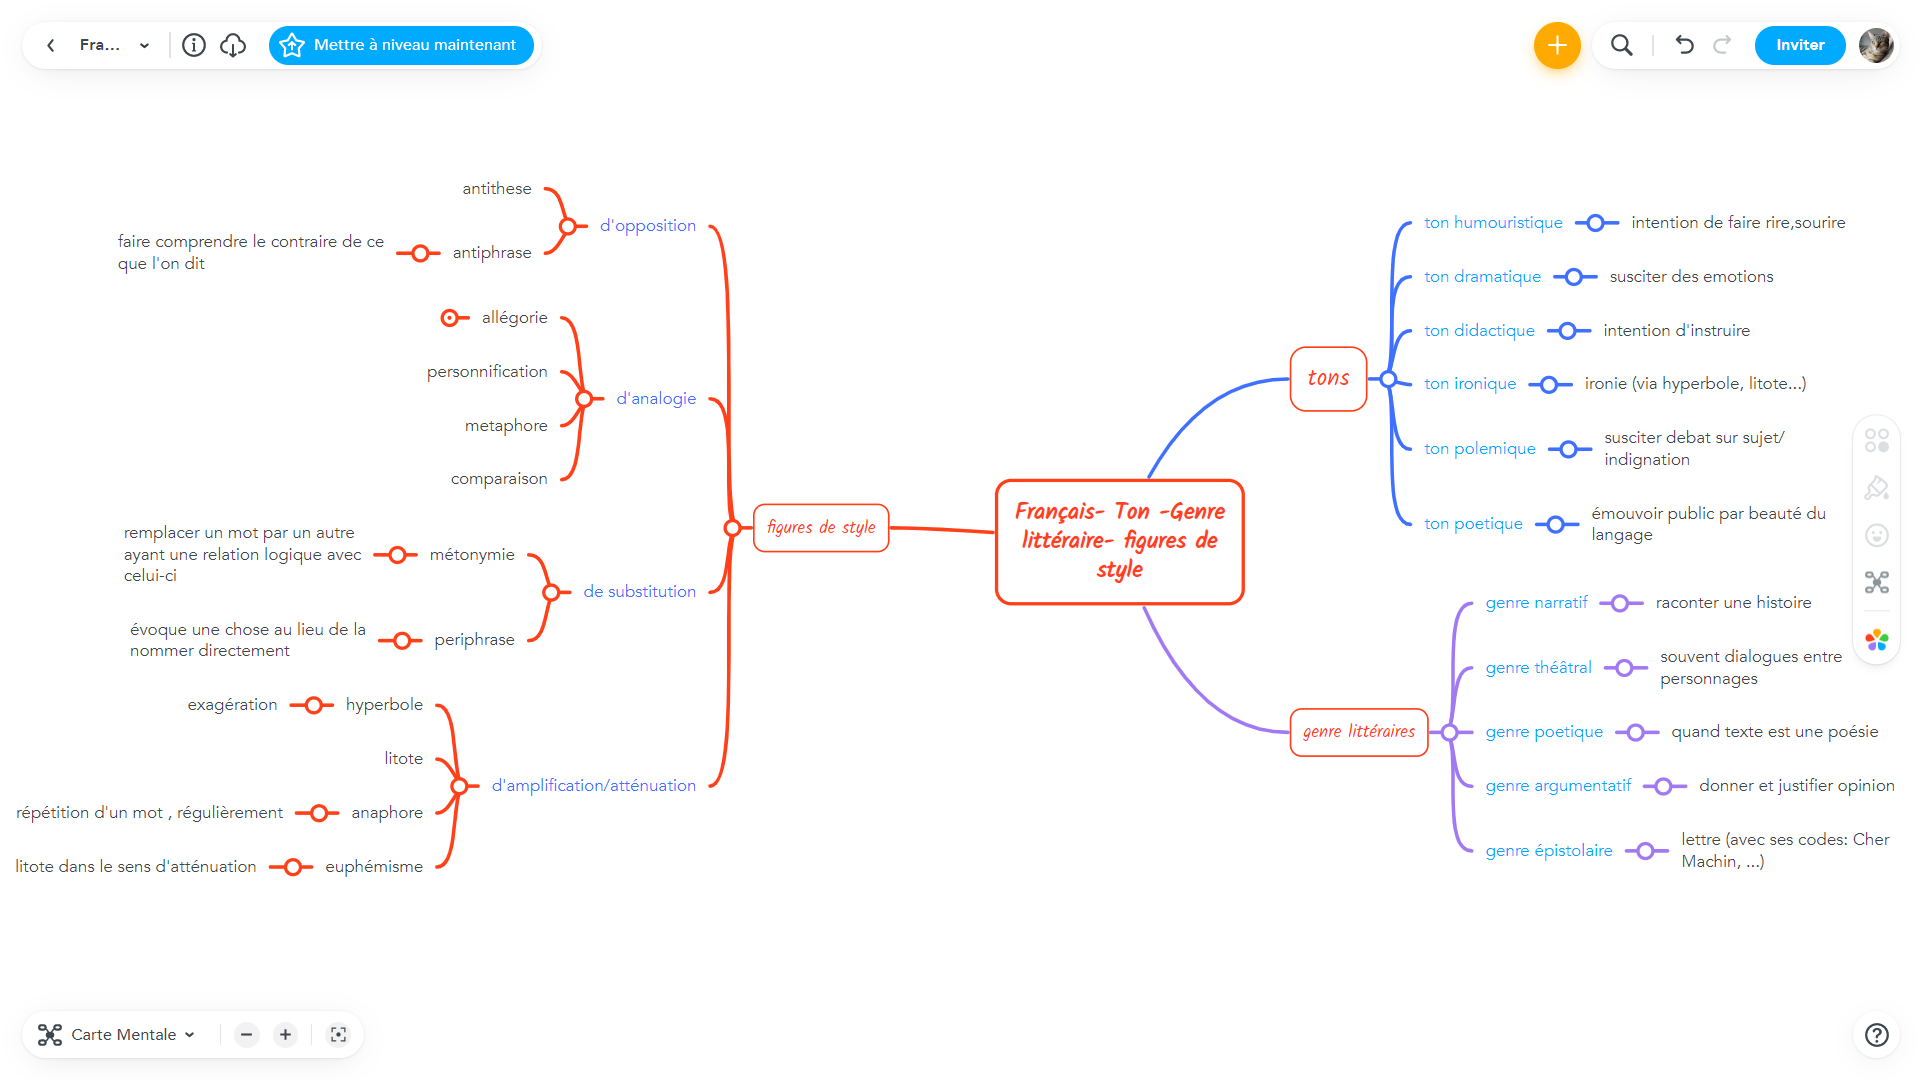 Fra...
Mettre à niveau maintenant
Inviter
antithese
d'opposition
faire comprendre le contraire de ce
que l'on dit
antiphrase
allégorie
personnification
d'analogie
metaphore
comparaison
remplacer un mot par un autre
ayant une relation logique avec
celui-ci
métonymie
de substitution
évoque une chose au lieu de la
nommer directement
periphrase
exagération
hyperbole
litote
d'amplification/atténuation
répétition d'un mot , régulièrement
anaphore
litote dans le sens d'atténuation
euphémisme
figures de style
Français- Ton -Genre
littéraire- figures de
style
tons
ton humouristique
intention de faire rire,sourire
ton dramatique
susciter des emotions
ton didactique
intention d'instruire
ton ironique
ironie (via hyperbole, litote...)
ton polemique
susciter debat sur sujet/
indignation
ton poetique
émouvoir public par beauté du
langage
genre littéraires
genre narratif
raconter une histoire
genre théâtral
souvent dialogues entre
personnages
genre poetique
quand texte est une poésie
genre argumentatif
donner et justifier opinion
genre épistolaire
lettre (avec ses codes: Cher
Machin, ...)
Carte Mentale